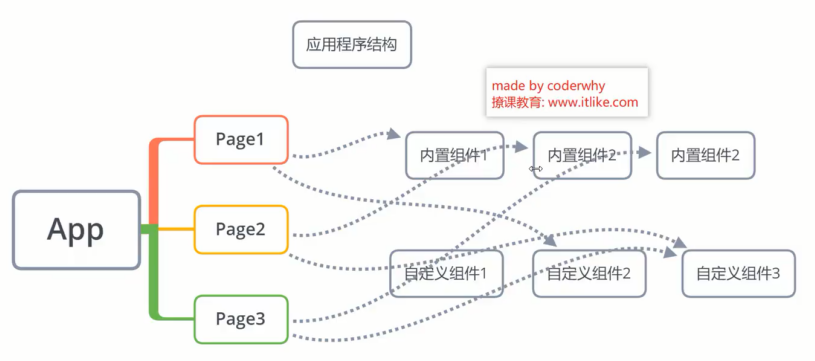 应用程序结构
made by coderwhy
撩课教育: www.itlike.com
Page1
内置组件1
内置组件2
内置组件2
App
Page2
自定义组件1
自定义组件2
自定义组件3
Page3